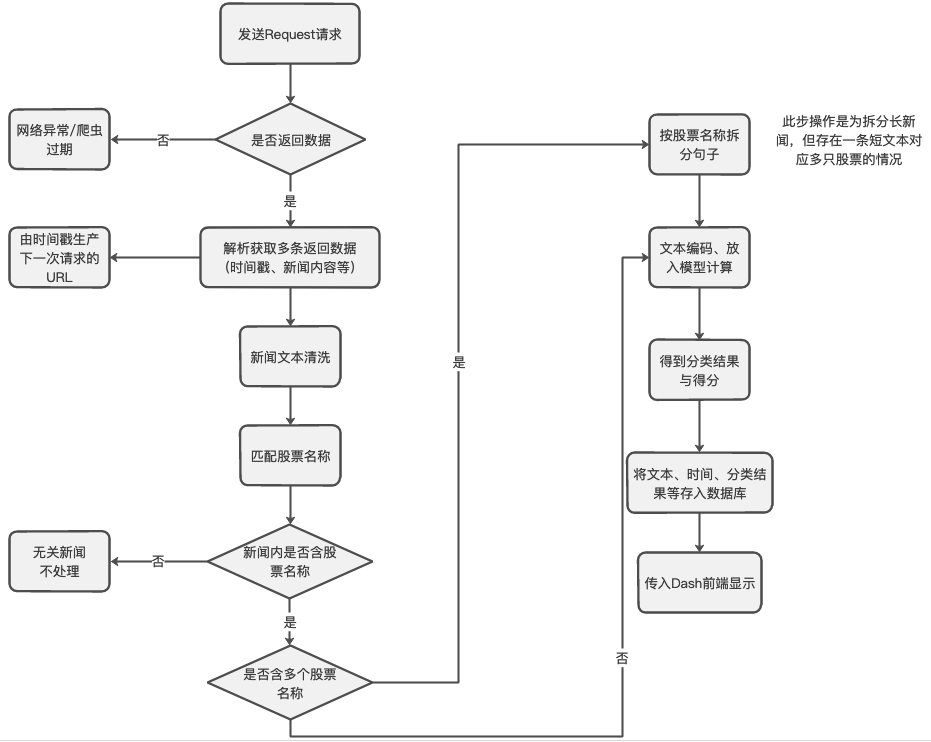 发送Request请求
是否返回数据
否
网络异常/爬虫
过期
是
解析获取多条返回数据
（时间戳、新闻内容等）
由时间戳生产
下一次请求的
URL
新闻文本清洗
匹配股票名称
新闻内是否含股
票名称
否
无关新闻
不处理
是
是否含多个股票
名称
是
否
按股票名称拆
分句子
此步操作是为拆分长新
闻，但存在一条短文本对
应多只股票的情况
文本编码、放
入模型计算
得到分类结果
与得分
将文本、时间、分类结
果等存入数据库
传入Dash前端显示